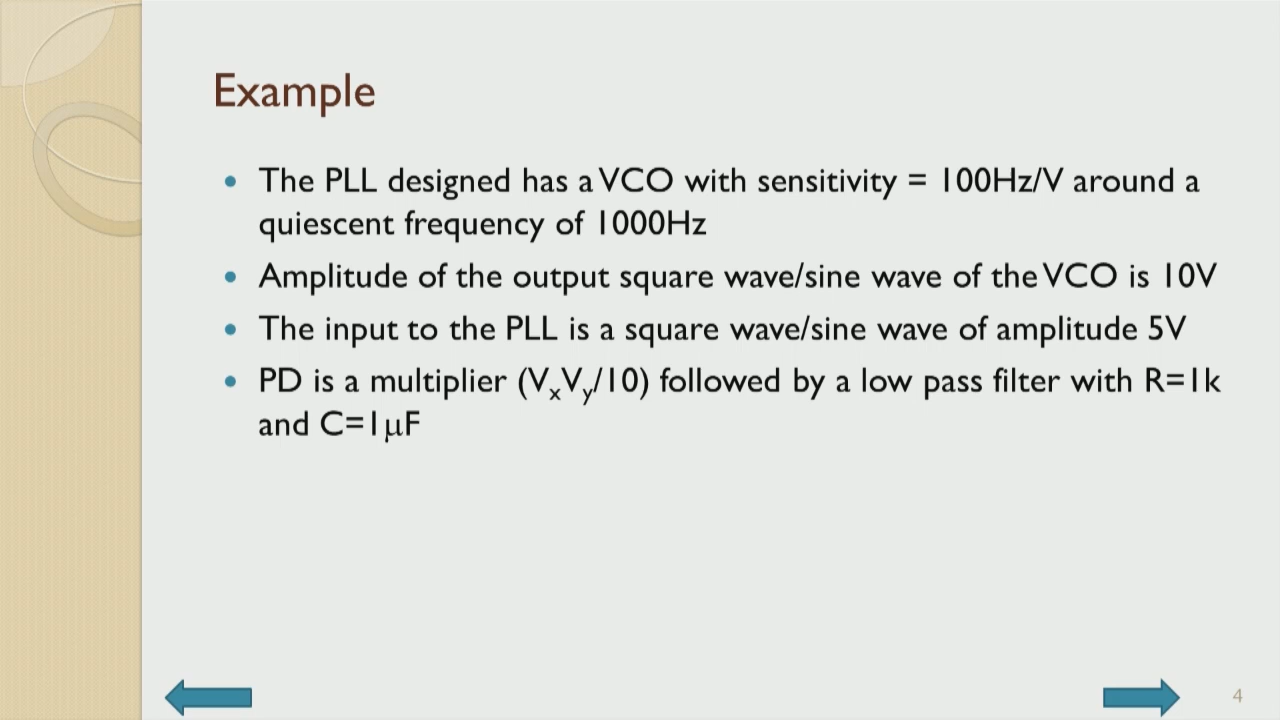 Example
• The PLL designed has a VCO with sensitivity = 100Hz/V around a
quiescent frequency of 1000Hz
• Amplitude of the output square wave/sine wave of the VCO is 10V
• The input to the PLL is a square wave/sine wave of amplitude 5V
• PD is a multiplier (VₓVᵧ/10) followed by a low pass filter with R=1k
and C=1μF
4